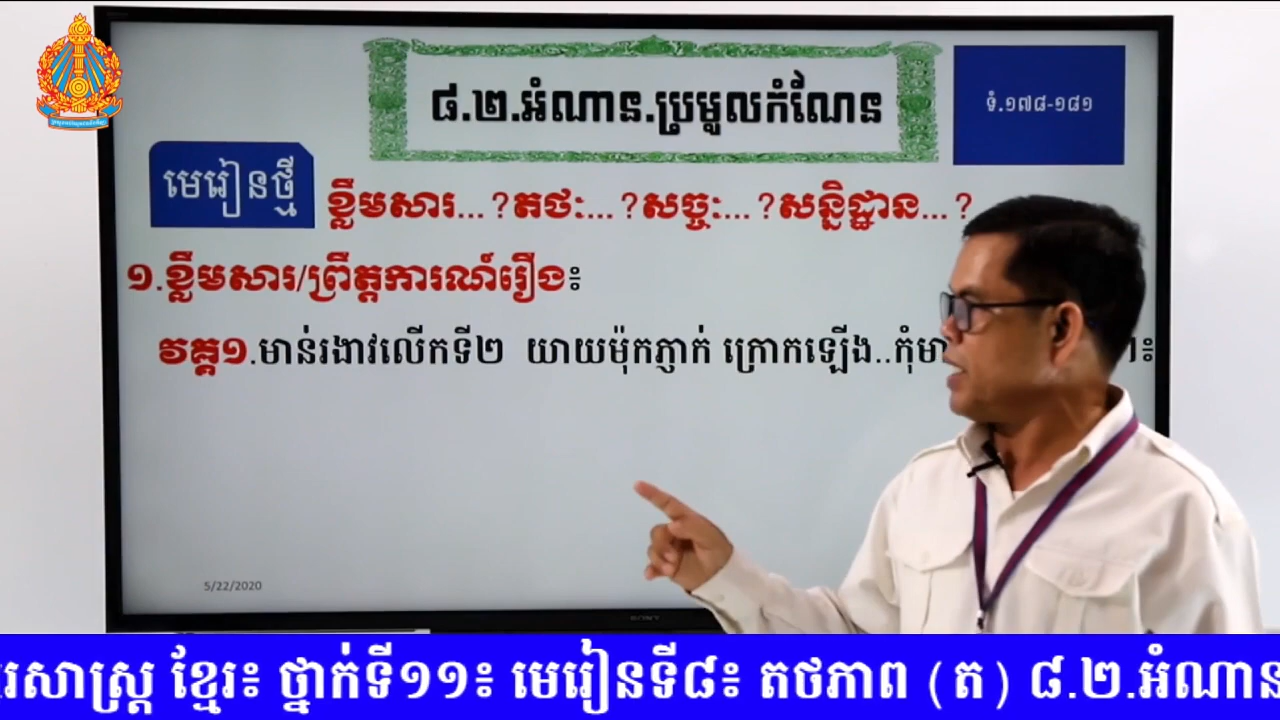 ៨.២.អំណាន.ប្រមូលកំណែន
ទំ.១៧៨-១៨១
មេរៀនថ្មី
ខ្លឹមសារ...?តថៈ...?សច្ចៈ...?សន្និដ្ឋាន...?
១.ខ្លឹមសារ/ព្រឹត្តការណ៍រឿង៖
វគ្គ១.មាន់រងាវលើកទី២ យាយម៉ុកភ្ញាក់ ក្រោកឡើង..កុំមា
5/22/2020
SONY
រសាស្ត្រ ខ្មែរ៖ ថ្នាក់ទី១១៖ មេរៀនទី៨៖ តថភាព (ត) ៨.២.អំណាន